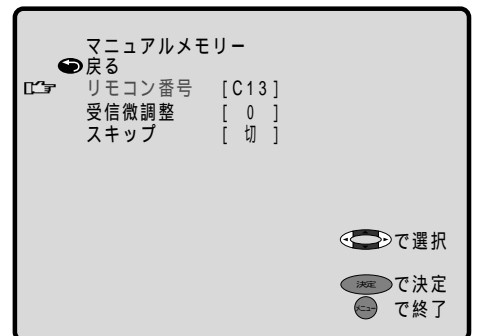 マニュアルメモリー
戻る
リモコン番号 [C13]
受信微調整 [ 0 ]
スキップ [ 切 ]
で選択
決定 で決定
メニュー で終了